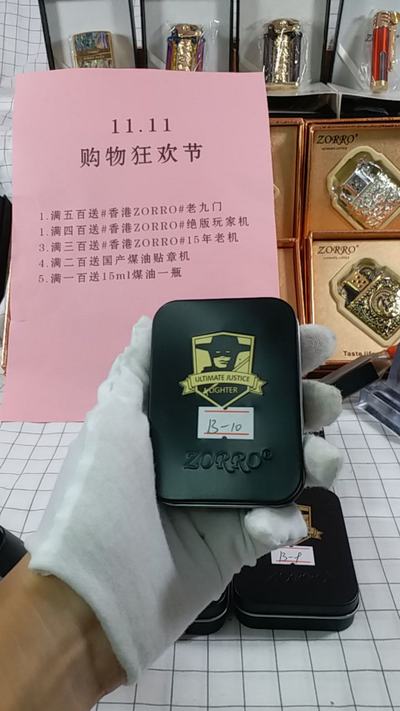 11.11
购物狂欢节
1.满五百送#香港ZORRO#老九门
1.满四百送#香港ZORRO#绝版玩家机
3.满三百送#香港ZORRO#15年老机
4.满二百送国产煤油贴章机
5.满一百送15ml煤油一瓶
ZORRO
ZORRO
ULTIMATE JUSTICE
LIGHTER
B-10
ZORRO®
B-9
ZORRO